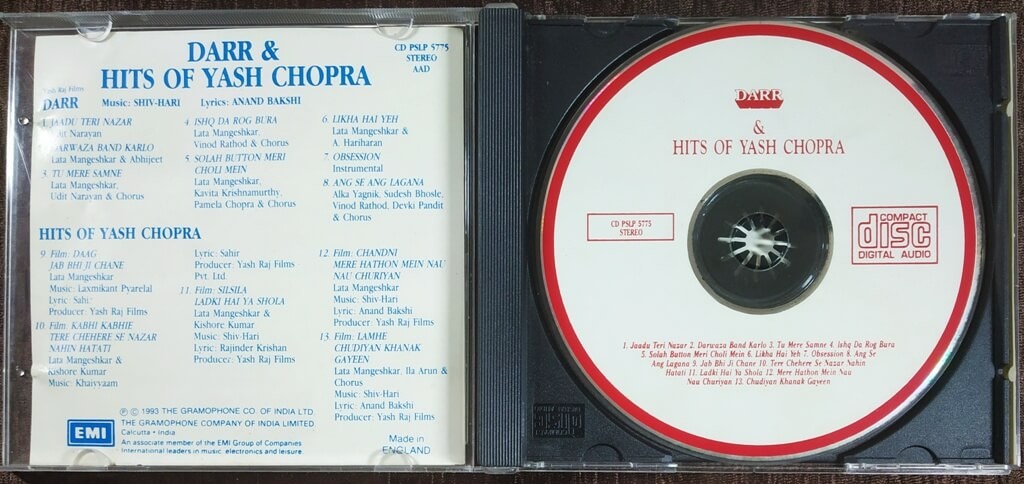 DARR &
HITS OF YASH CHOPRA
CD PSLP 5775
STEREO
AAD
Yash Raj Films
DARR Music: SHIV-HARI Lyrics: ANAND BAKSHI
JAADU TERI NAZAR
Udit Narayan
DARWAZA BAND KARLO
Lata Mangeshkar & Abhijeet
3. TU MERE SAMNE
Lata Mangeshkar,
Udit Narayan & Chorus
4. ISHQ DA ROG BURA
Lata Mangeshkar,
Vinod Rathod & Chorus
5. SOLAH BUTTON MERI
CHOLI MEIN
Lata Mangeshkar,
Kavita Krishnamurthy,
Pamela Chopra & Chorus
6. LIKHA HAI YEH
Lata Mangeshkar &
A. Hariharan
7. OBSESSION
Instrumental
8. ANG SE ANG LAGANA
Alka Yagnik, Sudesh Bhosle,
Vinod Rathod, Devki Pandit
& Chorus
HITS OF YASH CHOPRA
9. Film: DAAG
JAB BHI JI CHANE
Lata Mangeshkar
Music: Laxmikant Pyarelal
Lyric: Sahir
Producer: Yash Raj Films
10. Film: KABHI KABHIE
TERE CHEHERE SE NAZAR
NAHIN HATATI
Lata Mangeshkar &
Kishore Kumar
Music: Khaiyyaam
Lyric: Sahir
Producer: Yash Raj Films
Pvt. Ltd.
11. Film: SILSILA
LADKI HAI YA SHOLA
Lata Mangeshkar &
Kishore Kumar
Music: Shiv-Hari
Lyric: Rajinder Krishan
Producer: Yash Raj Films
12. Film: CHANDNI
MERE HATHON MEIN NAU
NAU CHURIYAN
Lata Mangeshkar
Music: Shiv-Hari
Lyric: Anand Bakshi
Producer: Yash Raj Films
13. Film: LAMHE
CHUDIYAN KHANAK
GAYEEN
Lata Mangeshkar, Ila Arun &
Chorus
Music: Shiv-Hari
Lyric: Anand Bakshi
Producer: Yash Raj Films
EMI
Ⓟ © 1993 THE GRAMOPHONE CO. OF INDIA LTD.
THE GRAMOPHONE COMPANY OF INDIA LIMITED
Calcutta • India
An associate member of the EMI Group of Companies.
International leaders in music, electronics and leisure.
Made in
ENGLAND
DARR
&
HITS OF YASH CHOPRA
CD PSLP 5775
STEREO
COMPACT
disc
DIGITAL AUDIO
1. Jaadu Teri Nazar 2. Darwaza Band Karlo 3. Tu Mere Samne 4. Ishq Da Rog Bura
5. Solah Button Meri Choli Mein 6. Likha Hai Yeh 7. Obsession 8. Ang Se
Ang Lagana 9. Jab Bhi Ji Chane 10. Tere Chehere Se Nazar Nahin
Hatati 11. Ladki Hai Ya Shola 12. Mere Hathon Mein Nau
Nau Churiyan 13. Chudiyan Khanak Gayeen